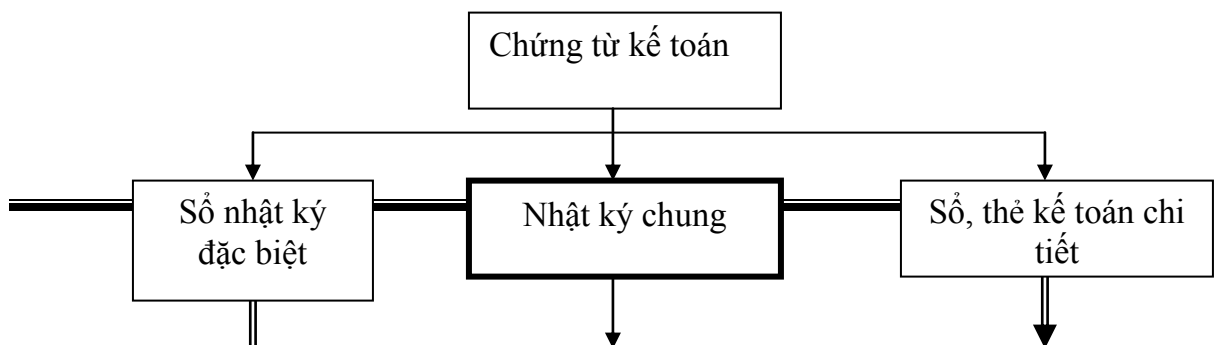 Chứng từ kế toán
Sổ nhật ký
đặc biệt
Nhật ký chung
Sổ, thẻ kế toán chi
tiết